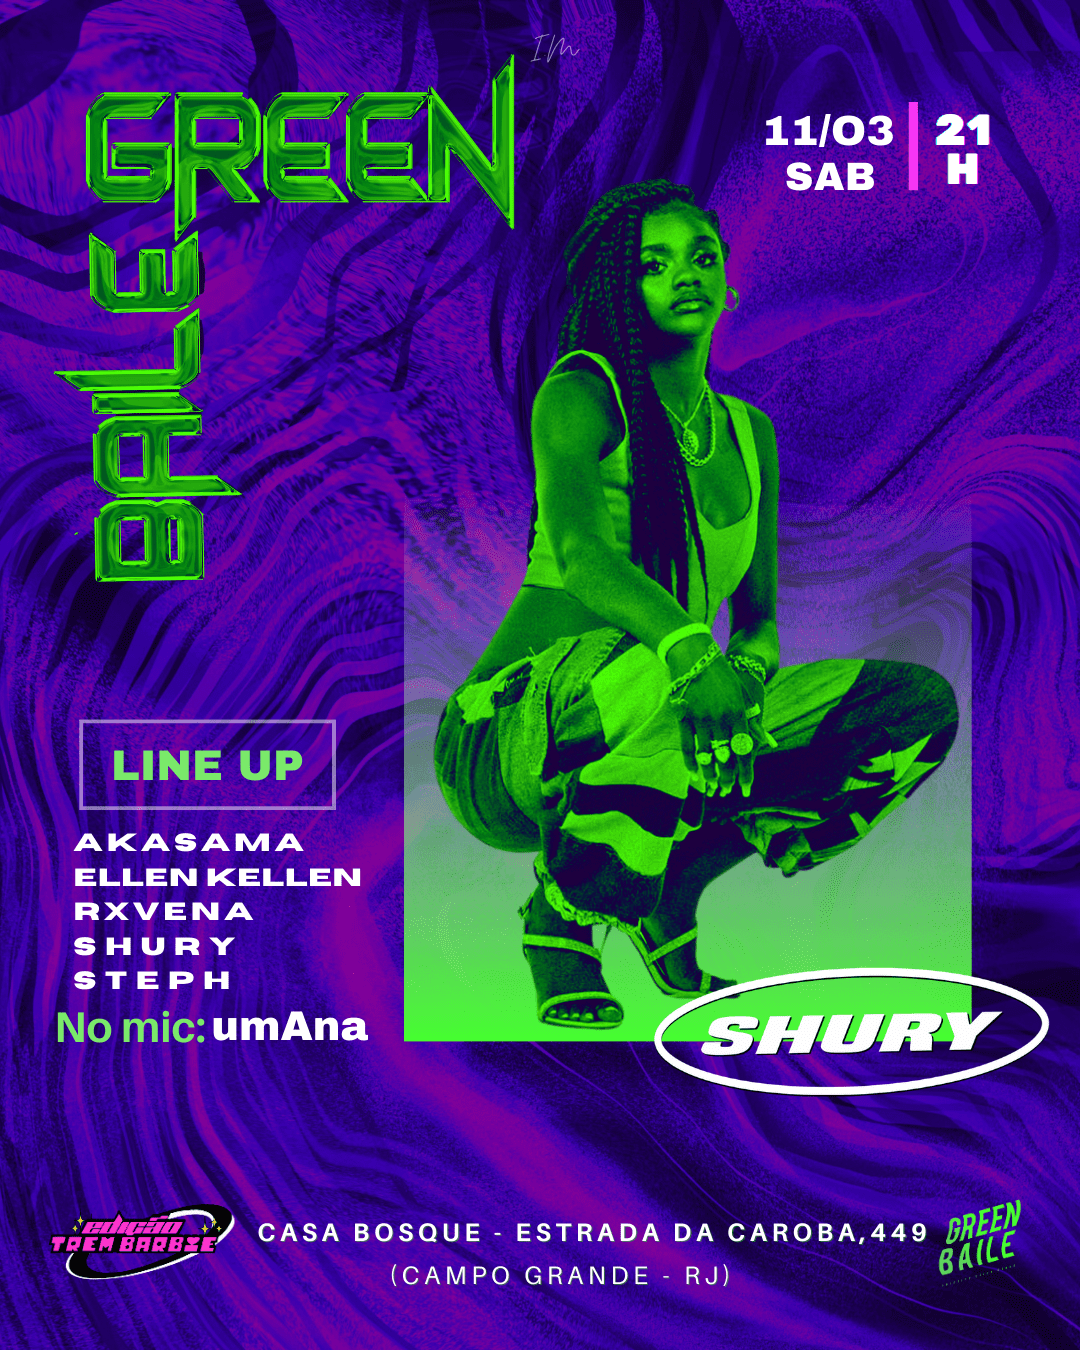 IM
GREEN
BAILE
11/03
SAB
21
H
LINE UP
AKASAMA
ELLEN KELLEN
RXVENA
SHURY
STEPH
No mic: umAna
SHURY
edição
TREM BARBIE
CASA BOSQUE - ESTRADA DA CAROBA,449
(CAMPO GRANDE - RJ)
GREEN
BAILE